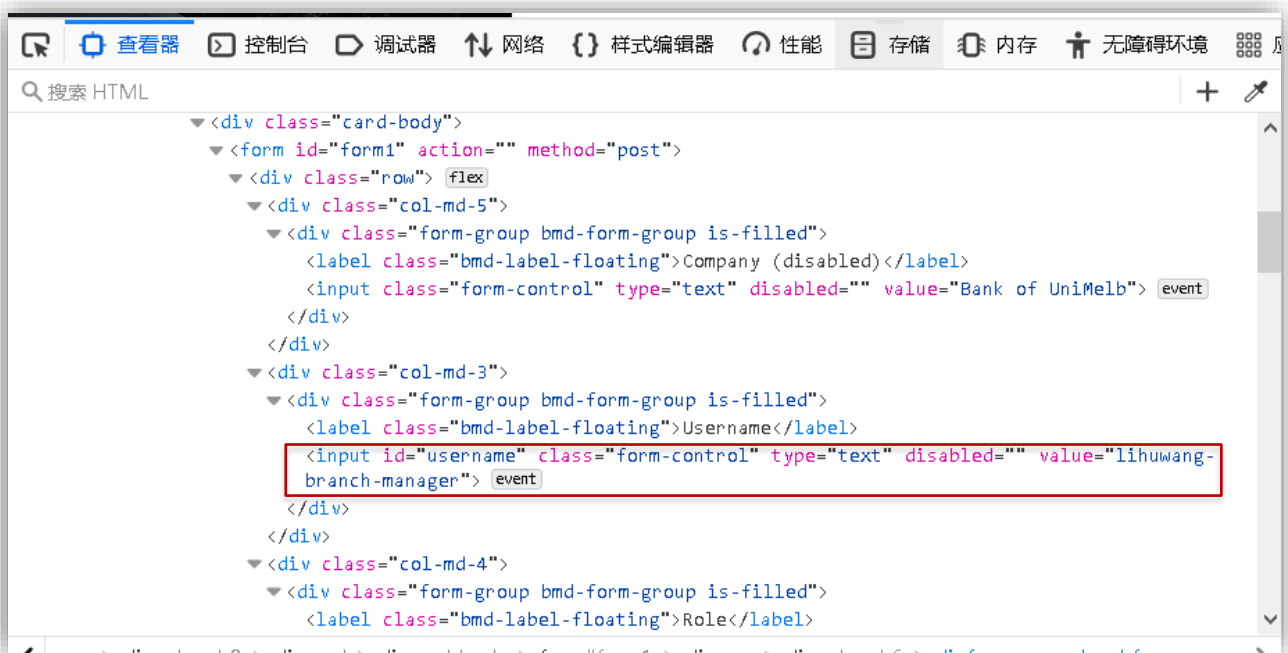 查看器 控制台 调试器 网络 {} 样式编辑器 性能 存储 内存 无障碍环境
搜索 HTML
<div class="card-body">
<form id="form1" action="" method="post">
<div class="row"> flex
<div class="col-md-5">
<div class="form-group bmd-form-group is-filled">
<label class="bmd-label-floating">Company (disabled)</label>
<input class="form-control" type="text" disabled="" value="Bank of UniMelb"> event
</div>
</div>
<div class="col-md-3">
<div class="form-group bmd-form-group is-filled">
<label class="bmd-label-floating">Username</label>
<input id="username" class="form-control" type="text" disabled="" value="lihuwang-
branch-manager"> event
</div>
</div>
<div class="col-md-4">
<div class="form-group bmd-form-group is-filled">
<label class="bmd-label-floating">Role</label>